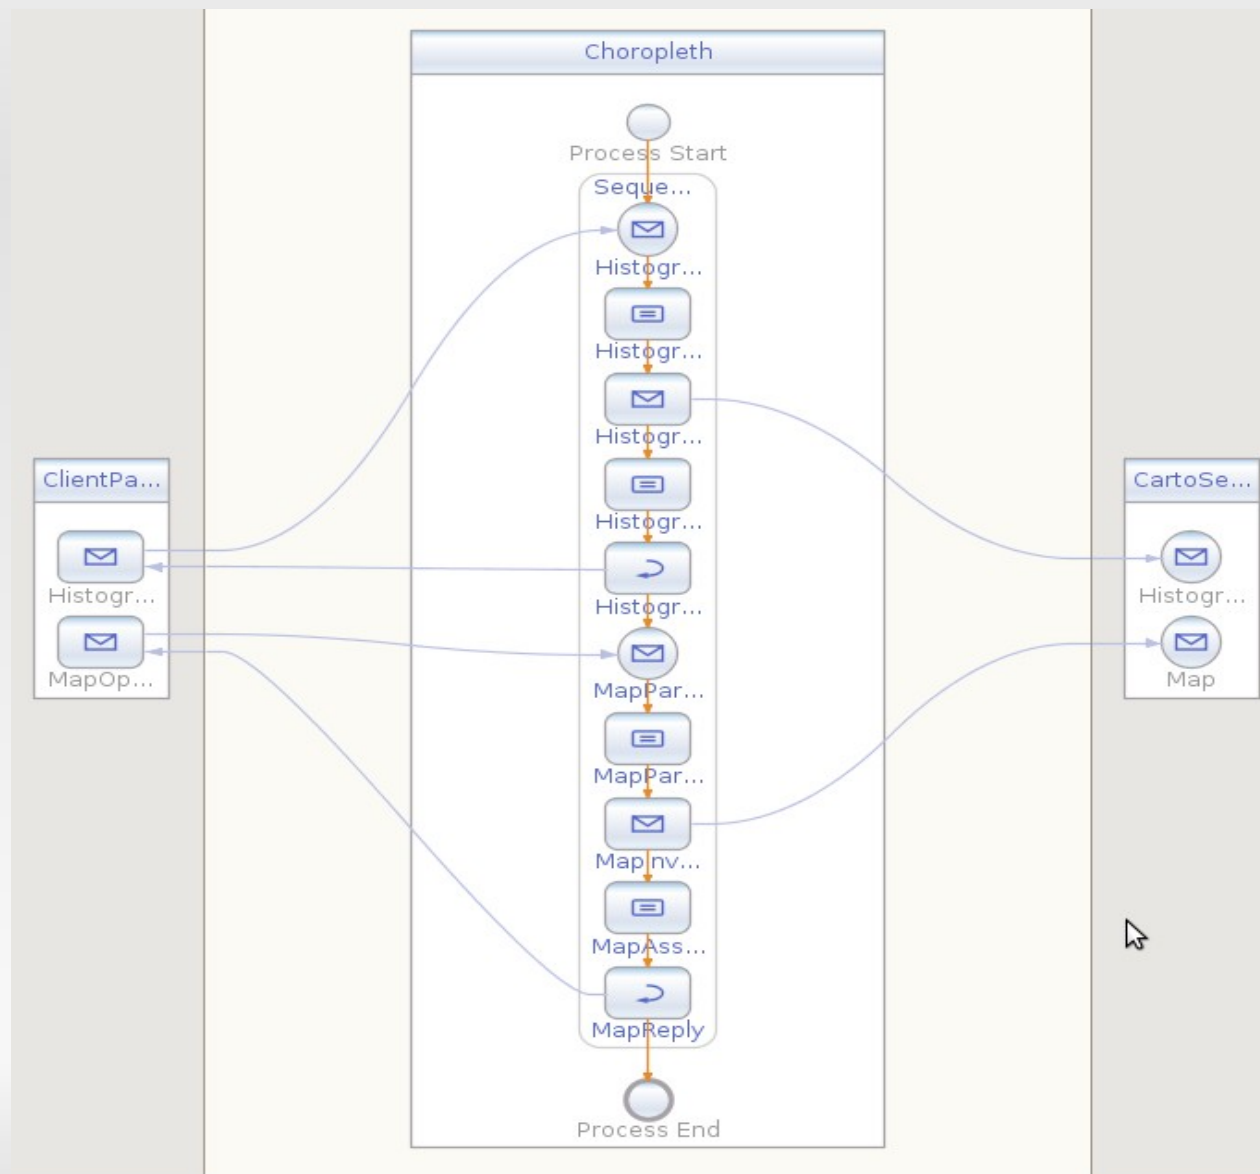 Choropleth
Process Start
Seque...
Histogr...
Histogr...
Histogr...
Histogr...
Histogr...
MapPar...
MapPar...
MapInv...
MapAss...
MapReply
Process End
ClientPa...
Histogr...
MapOp...
CartoSe...
Histogr...
Map